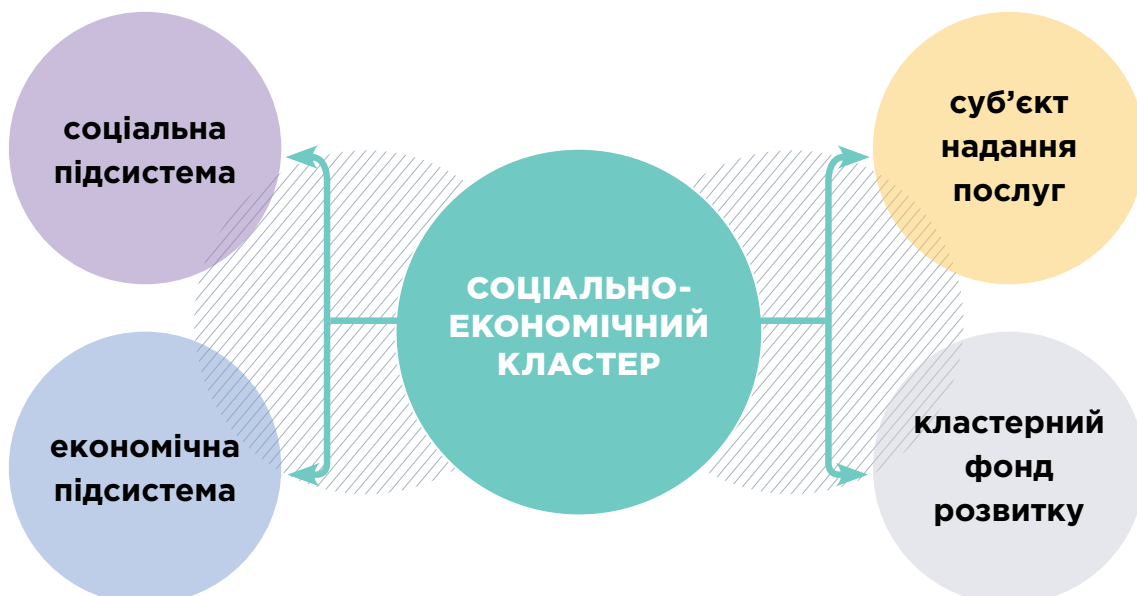 соціальна
підсистема
економічна
підсистема
СОЦІАЛЬНО-
ЕКОНОМІЧНИЙ
КЛАСТЕР
суб’єкт
надання
послуг
кластерний
фонд
розвитку